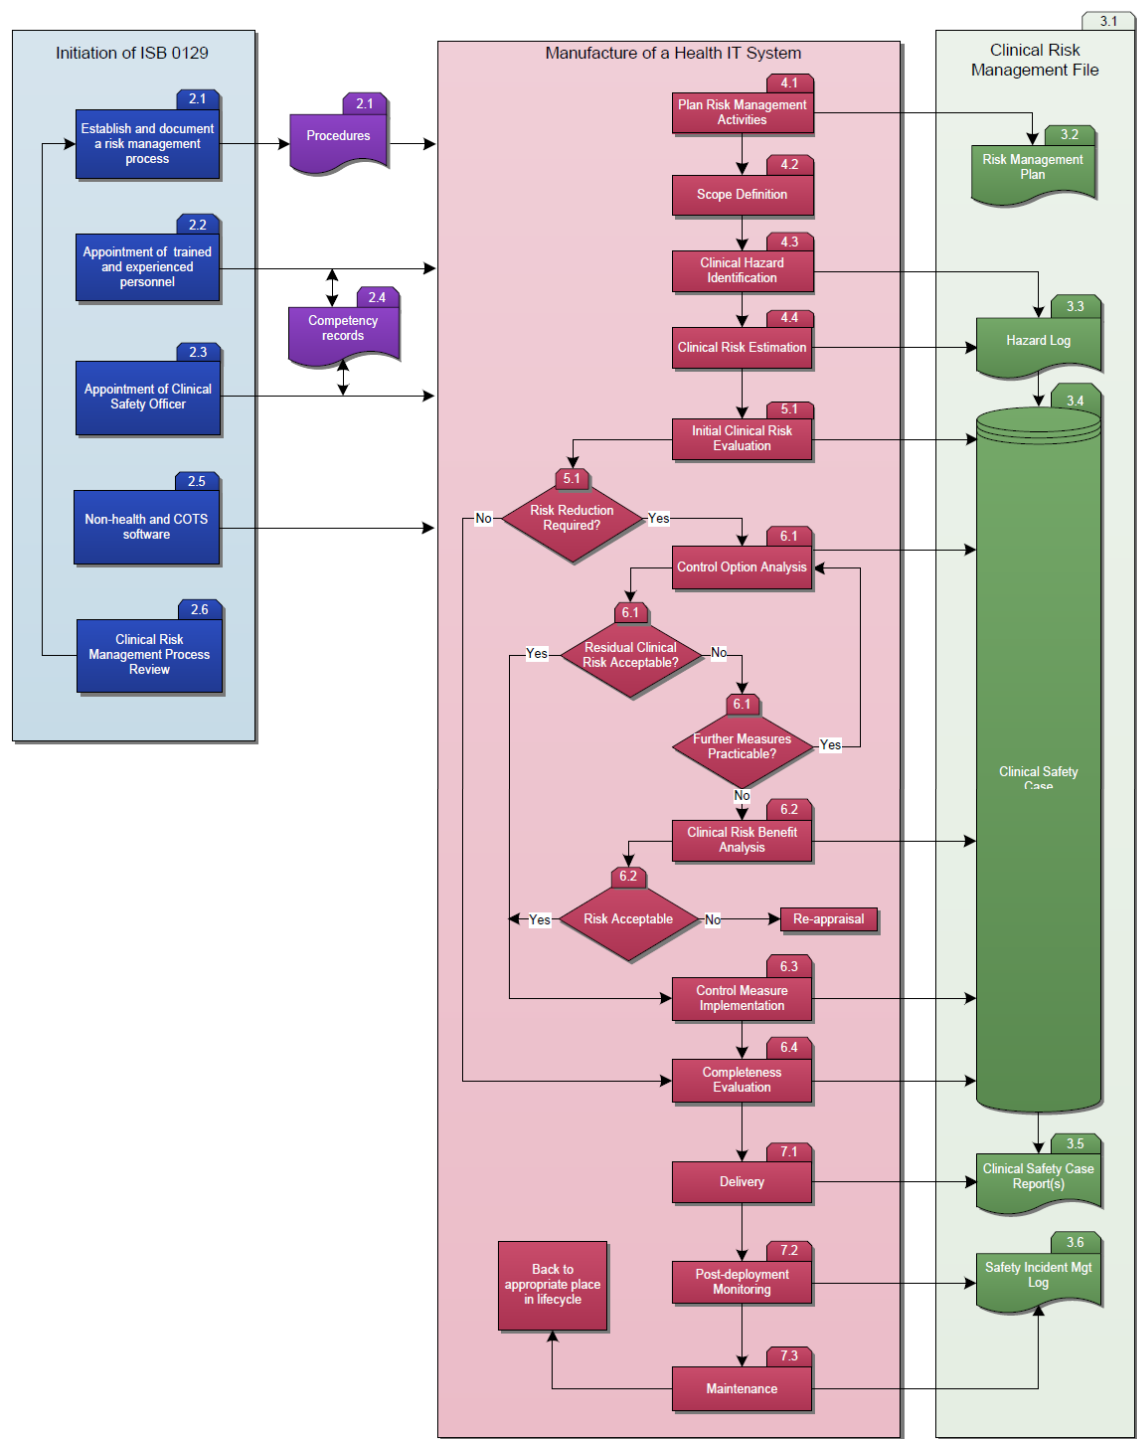 3.1
Initiation of ISB 0129
Manufacture of a Health IT System
Clinical Risk
Management File
2.1
Establish and document
a risk management
process
2.1
Procedures
2.2
Appointment of trained
and experienced
personnel
2.4
Competency
records
2.3
Appointment of Clinical
Safety Officer
2.5
Non-health and COTS
software
2.6
Clinical Risk
Management Process
Review
4.1
Plan Risk Management
Activities
4.2
Scope Definition
4.3
Clinical Hazard
Identification
4.4
Clinical Risk Estimation
5.1
Initial Clinical Risk
Evaluation
5.1
Risk Reduction
Required?
No
Yes
6.1
Control Option Analysis
6.1
Residual Clinical
Risk Acceptable?
Yes
No
6.1
Further Measures
Practicable?
Yes
No
6.2
Clinical Risk Benefit
Analysis
6.2
Risk Acceptable
Yes
No
Re-appraisal
6.3
Control Measure
Implementation
6.4
Completeness
Evaluation
7.1
Delivery
7.2
Post-deployment
Monitoring
Back to
appropriate place
in lifecycle
7.3
Maintenance
3.2
Risk Management
Plan
3.3
Hazard Log
3.4
Clinical Safety
Case
3.5
Clinical Safety Case
Report(s)
3.6
Safety Incident Mgt
Log